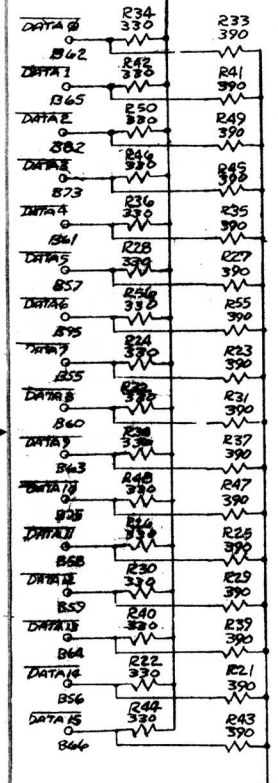 R34 R33
DATA 0 330 390
B62
R42 R41
DATA 1 330 390
B65
R50 R49
DATA 2 330 390
B82
R46 R45
DATA 3 330 390
B73
R36 R35
DATA 4 330 390
B61
R28 R27
DATA 5 330 390
B57
R56 R55
DATA 6 330 390
B95
R24 R23
DATA 7 330 390
B55
R31
DATA 8 330 390
B60
R38 R37
DATA 9 330 390
B63
R48 R47
DATA 10 330 390
R26 R25
DATA 11 330 390
B58
R30 R29
DATA 12 330 390
B59
R40 R39
DATA 13 330 390
B64
R22 R21
DATA 14 330 390
B56
R44 R43
DATA 15 330 390
B66